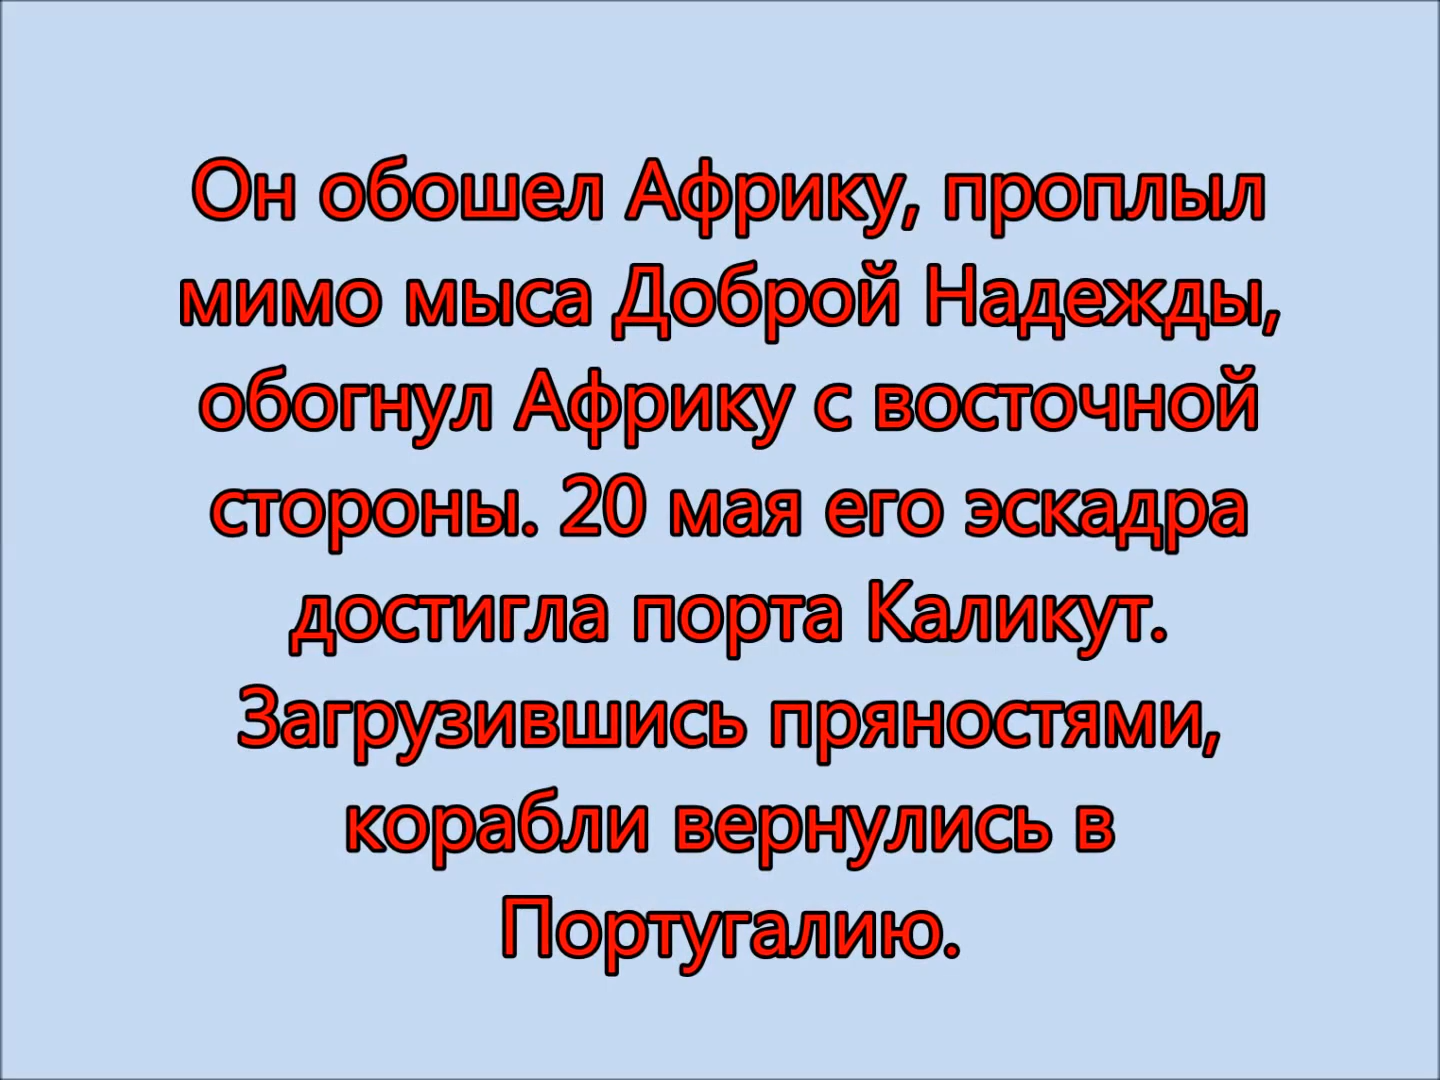 Он обошел Африку, проплыл
мимо мыса Доброй Надежды,
обогнул Африку с восточной
стороны. 20 мая его эскадра
достигла порта Каликут.
Загрузившись пряностями,
корабли вернулись в
Португалию.